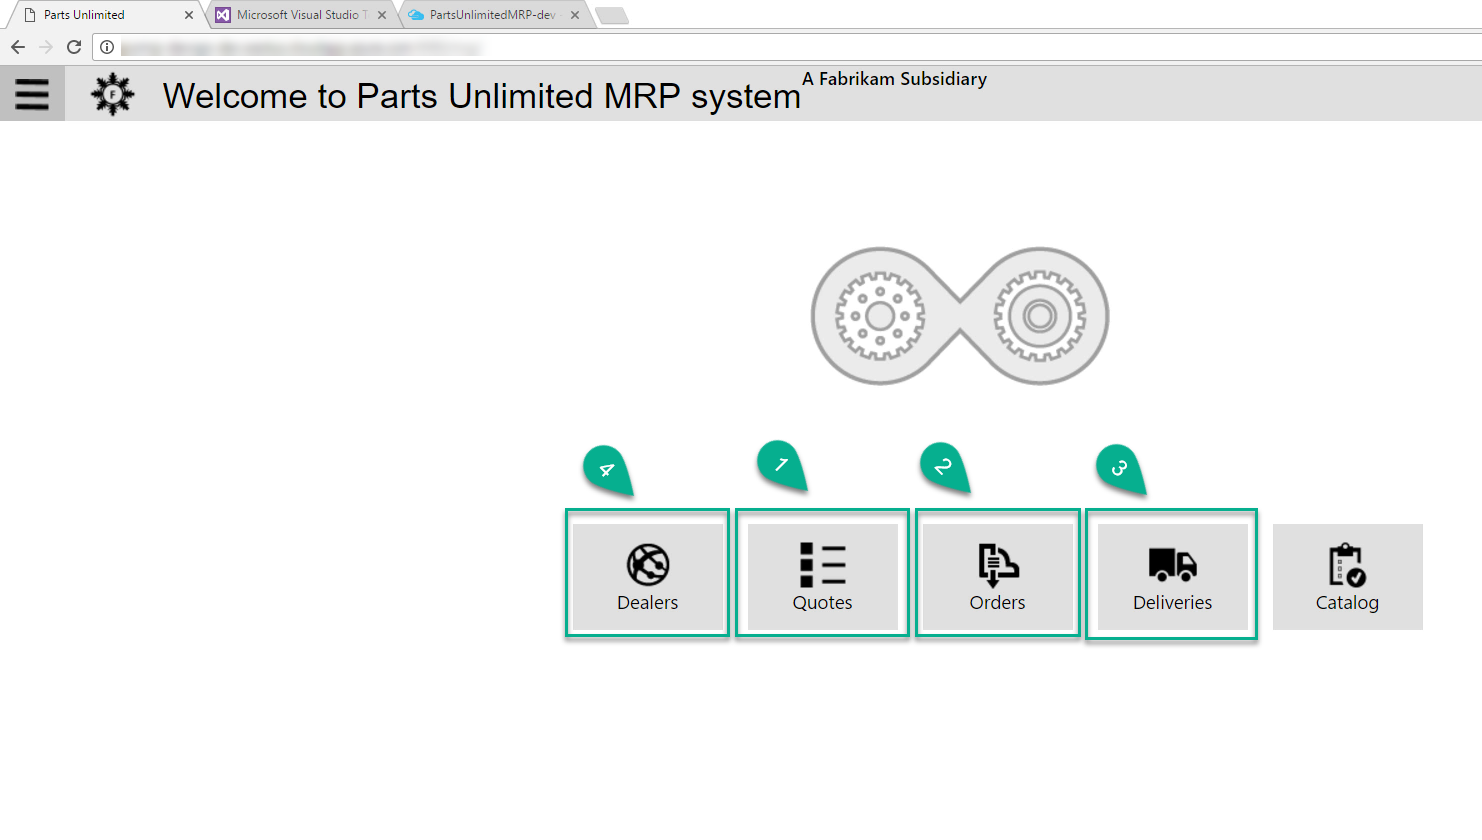 Parts Unlimited
Microsoft Visual Studio T
PartsUnlimitedMRP-dev -
F
Welcome to Parts Unlimited MRP system
A Fabrikam Subsidiary
4
1
2
3
Dealers
Quotes
Orders
Deliveries
Catalog